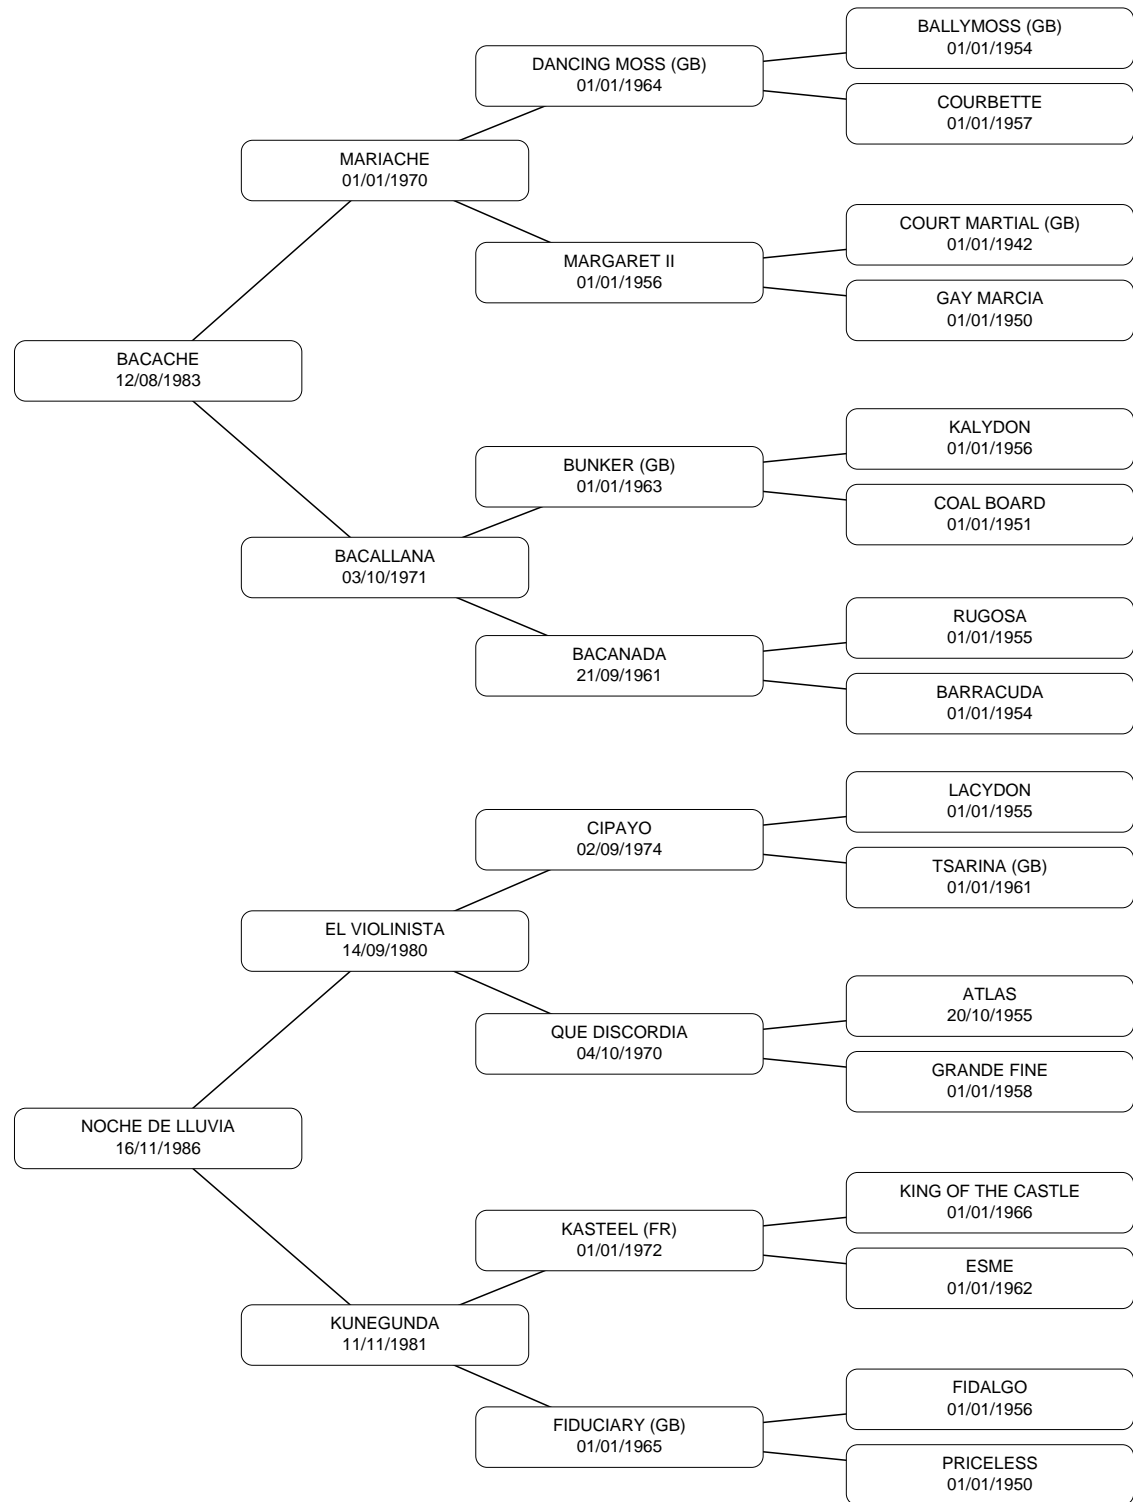 BALLYMOSS (GB)
01/01/1954
DANCING MOSS (GB)
01/01/1964
COURBETTE
01/01/1957
MARIACHE
01/01/1970
COURT MARTIAL (GB)
01/01/1942
MARGARET II
01/01/1956
GAY MARCIA
01/01/1950
BACACHE
12/08/1983
KALYDON
01/01/1956
BUNKER (GB)
01/01/1963
COAL BOARD
01/01/1951
BACALLANA
03/10/1971
RUGOSA
01/01/1955
BACANADA
21/09/1961
BARRACUDA
01/01/1954
LACYDON
01/01/1955
CIPAYO
02/09/1974
TSARINA (GB)
01/01/1961
EL VIOLINISTA
14/09/1980
ATLAS
20/10/1955
QUE DISCORDIA
04/10/1970
GRANDE FINE
01/01/1958
NOCHE DE LLUVIA
16/11/1986
KING OF THE CASTLE
01/01/1966
KASTEEL (FR)
01/01/1972
ESME
01/01/1962
KUNEGUNDA
11/11/1981
FIDALGO
01/01/1956
FIDUCIARY (GB)
01/01/1965
PRICELESS
01/01/1950